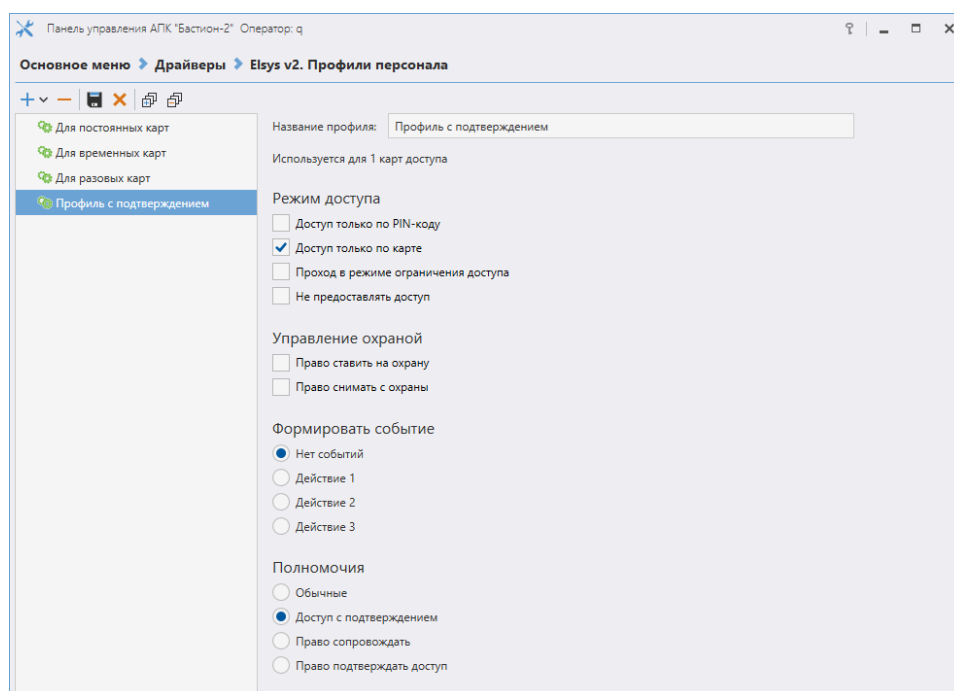 Панель управления АПК "Бастион-2" Оператор: q
Основное меню Драйверы Elsys v2. Профили персонала
Для постоянных карт
Для временных карт
Для разовых карт
Профиль с подтверждением
Название профиля: Профиль с подтверждением
Используется для 1 карт доступа
Режим доступа
Доступ только по PIN-коду
Доступ только по карте
Проход в режиме ограничения доступа
Не предоставлять доступ
Управление охраной
Право ставить на охрану
Право снимать с охраны
Формировать событие
Нет событий
Действие 1
Действие 2
Действие 3
Полномочия
Обычные
Доступ с подтверждением
Право сопровождать
Право подтверждать доступ